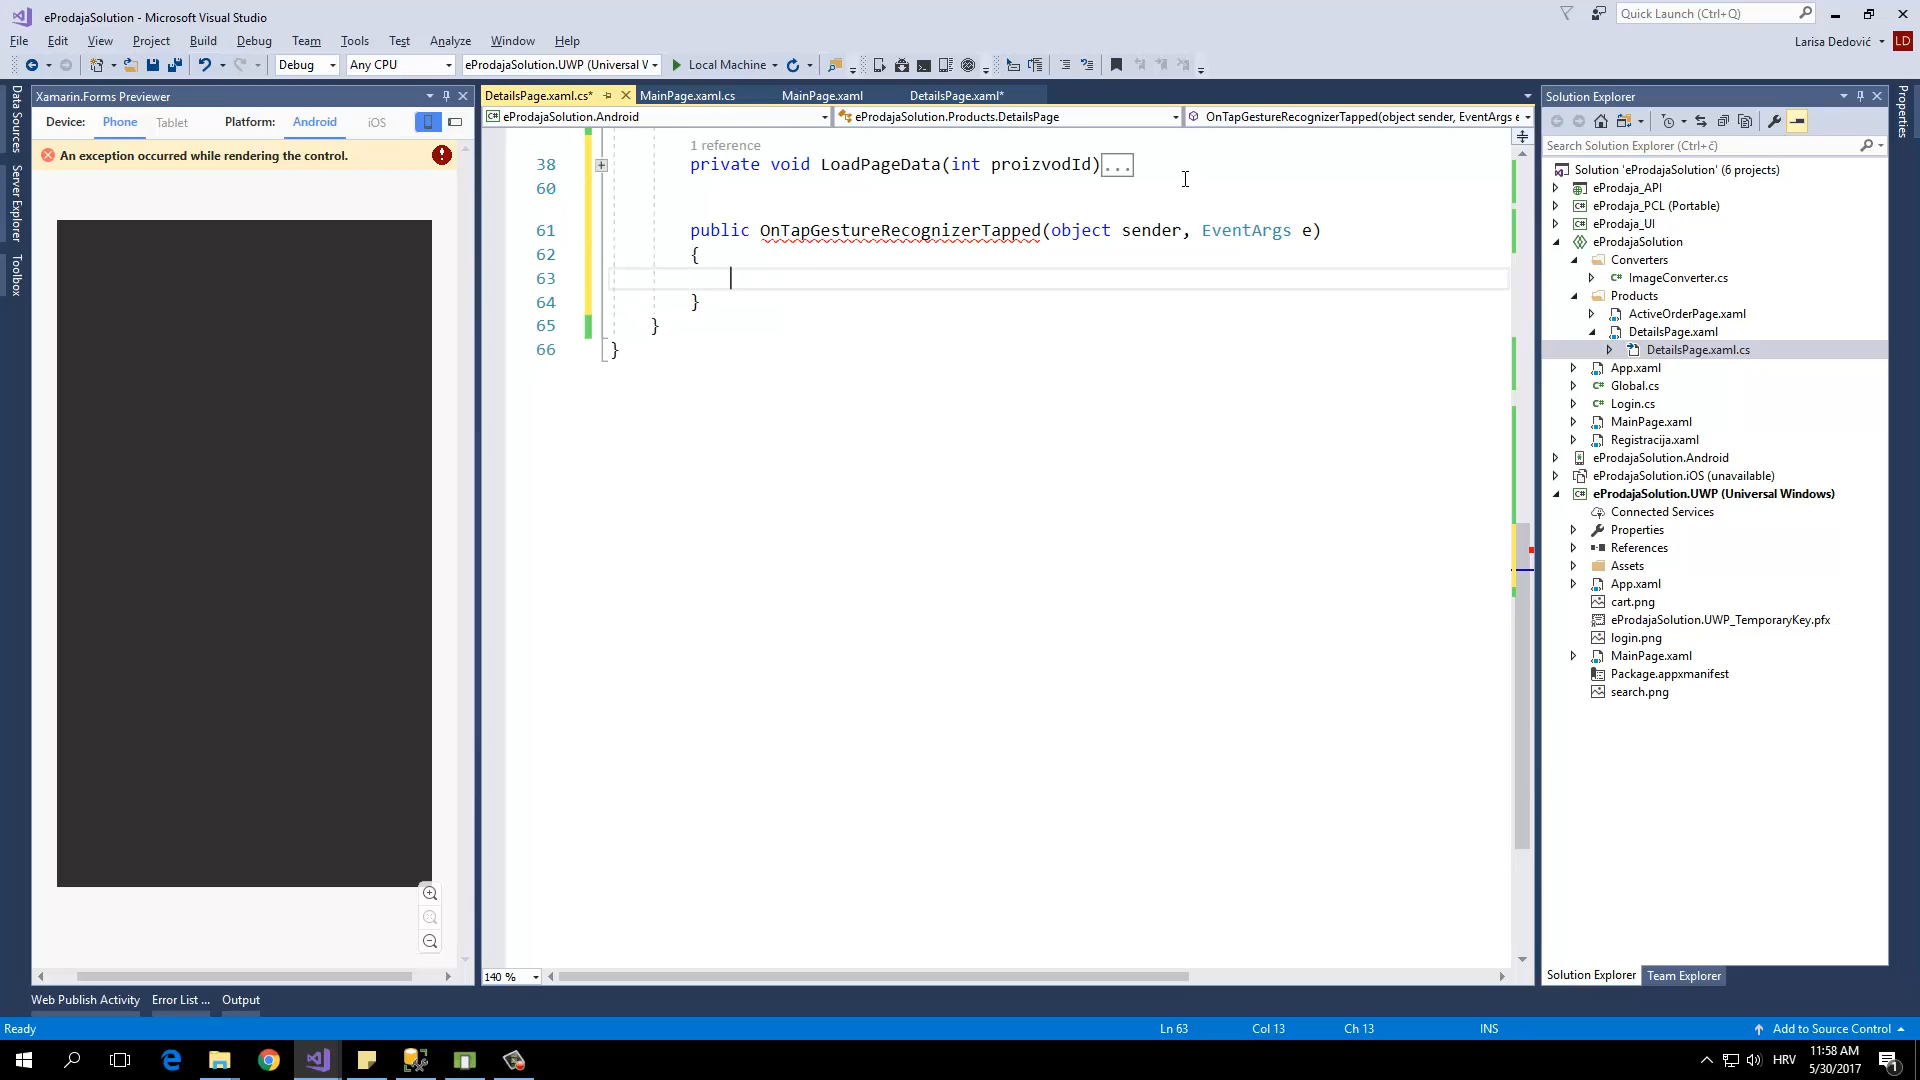 eProdajaSolution - Microsoft Visual Studio
Quick Launch (Ctrl+Q)
File Edit View Project Build Debug Team Tools Test Analyze Window Help
Larisa Dedović LD
Debug Any CPU eProdajaSolution.UWP (Universal V Local Machine
Data Sources
Server Explorer
Toolbox
Xamarin.Forms Previewer
Device: Phone Tablet Platform: Android iOS
An exception occurred while rendering the control.
DetailsPage.xaml.cs* MainPage.xaml.cs MainPage.xaml DetailsPage.xaml*
eProdajaSolution.Android eProdajaSolution.Products.DetailsPage OnTapGestureRecognizerTapped(object sender, EventArgs e
1 reference
38 private void LoadPageData(int proizvodId)...
60
61 public OnTapGestureRecognizerTapped(object sender, EventArgs e)
62 {
63
64 }
65 }
66 }
140 %
Solution Explorer
Properties
Search Solution Explorer (Ctrl+č)
Solution 'eProdajaSolution' (6 projects)
eProdaja_API
eProdaja_PCL (Portable)
eProdaja_UI
eProdajaSolution
Converters
C# ImageConverter.cs
Products
ActiveOrderPage.xaml
DetailsPage.xaml
DetailsPage.xaml.cs
App.xaml
C# Global.cs
C# Login.cs
MainPage.xaml
Registracija.xaml
eProdajaSolution.Android
eProdajaSolution.iOS (unavailable)
eProdajaSolution.UWP (Universal Windows)
Connected Services
Properties
References
Assets
App.xaml
cart.png
eProdajaSolution.UWP_TemporaryKey.pfx
login.png
MainPage.xaml
Package.appxmanifest
search.png
Solution Explorer Team Explorer
Web Publish Activity Error List ... Output
Ready Ln 63 Col 13 Ch 13 INS Add to Source Control
HRV 11:58 AM
5/30/2017
1